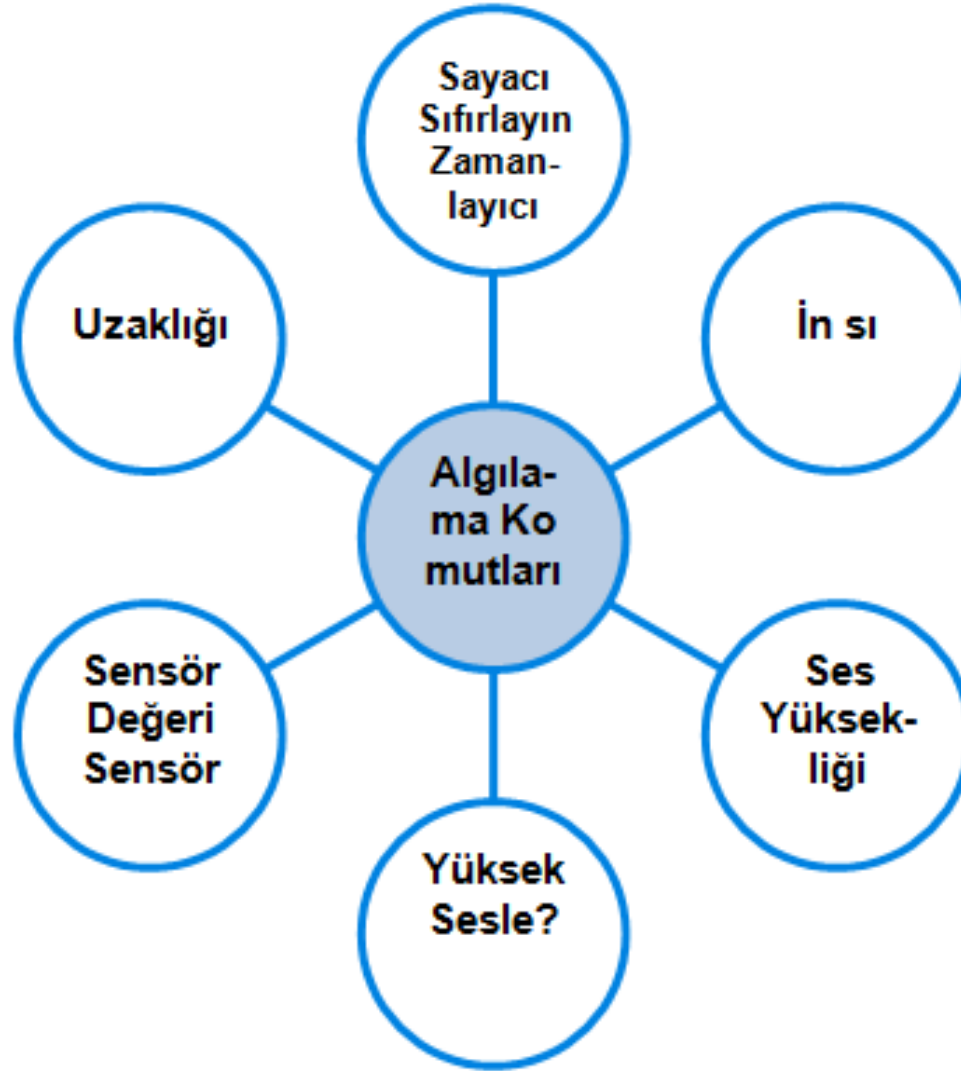 Sayacı
Sıfırlayın
Zaman-
layıcı
Uzaklığı
İn sı
Algıla-
ma Ko
mutları
Sensör
Değeri
Sensör
Ses
Yüksek-
liği
Yüksek
Sesle?